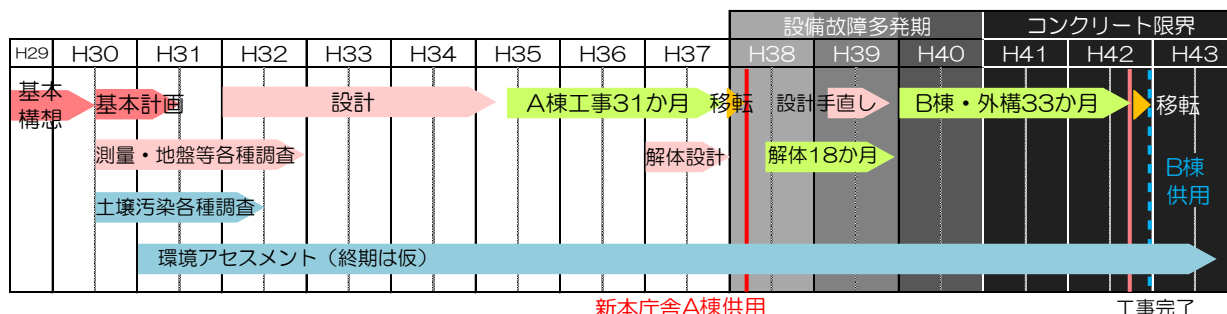 設備故障多発期 コンクリート限界
H29 H30 H31 H32 H33 H34 H35 H36 H37 H38 H39 H40 H41 H42 H43
基本構想 基本計画 設計 A棟工事31か月 移転 設計手直し B棟・外構33か月 移転
測量・地盤等各種調査 解体設計 解体18か月 B棟供用
土壌汚染各種調査
環境アセスメント（終期は仮）
新本庁舎A棟供用 工事完了